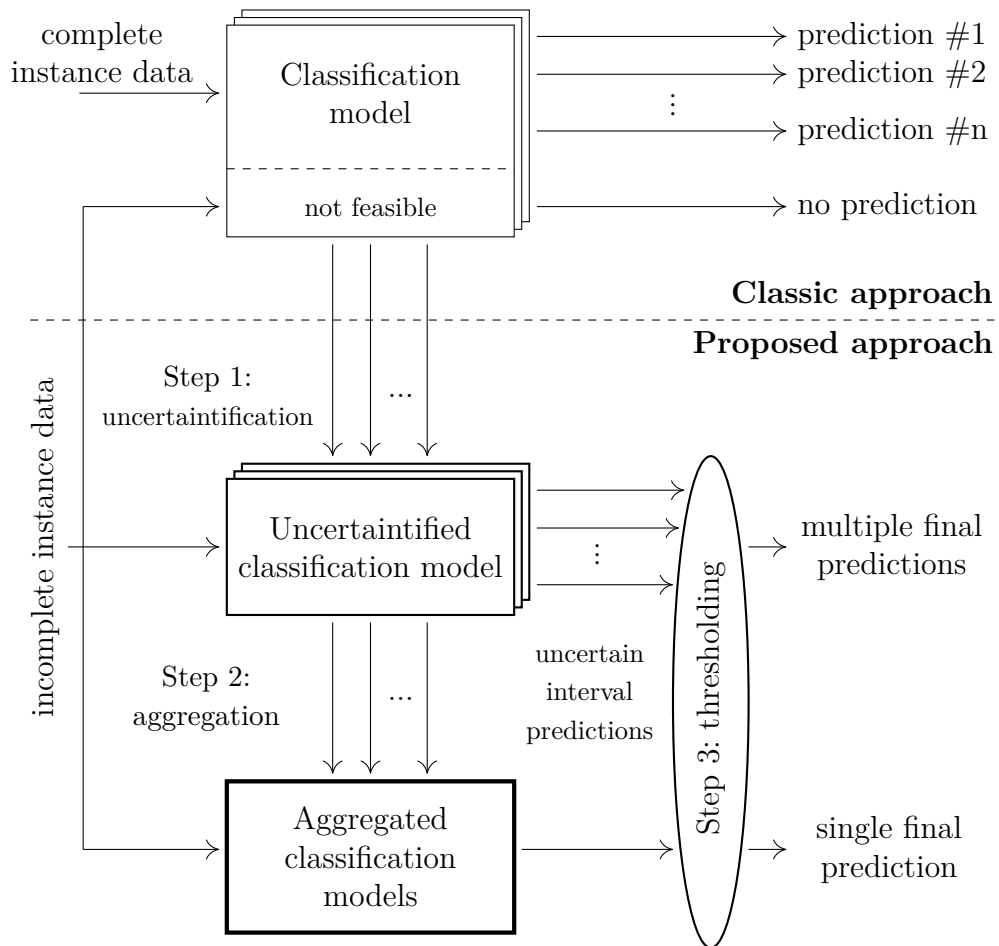 complete
instance data
Classification
model
not feasible
prediction #1
prediction #2
⋮
prediction #n
no prediction
Classic approach
Proposed approach
Step 1:
uncertaintification
...
incomplete instance data
Uncertaintified
classification model
⋮
multiple final
predictions
Step 2:
aggregation
...
uncertain
interval
predictions
Step 3: thresholding
Aggregated
classification
models
single final
prediction